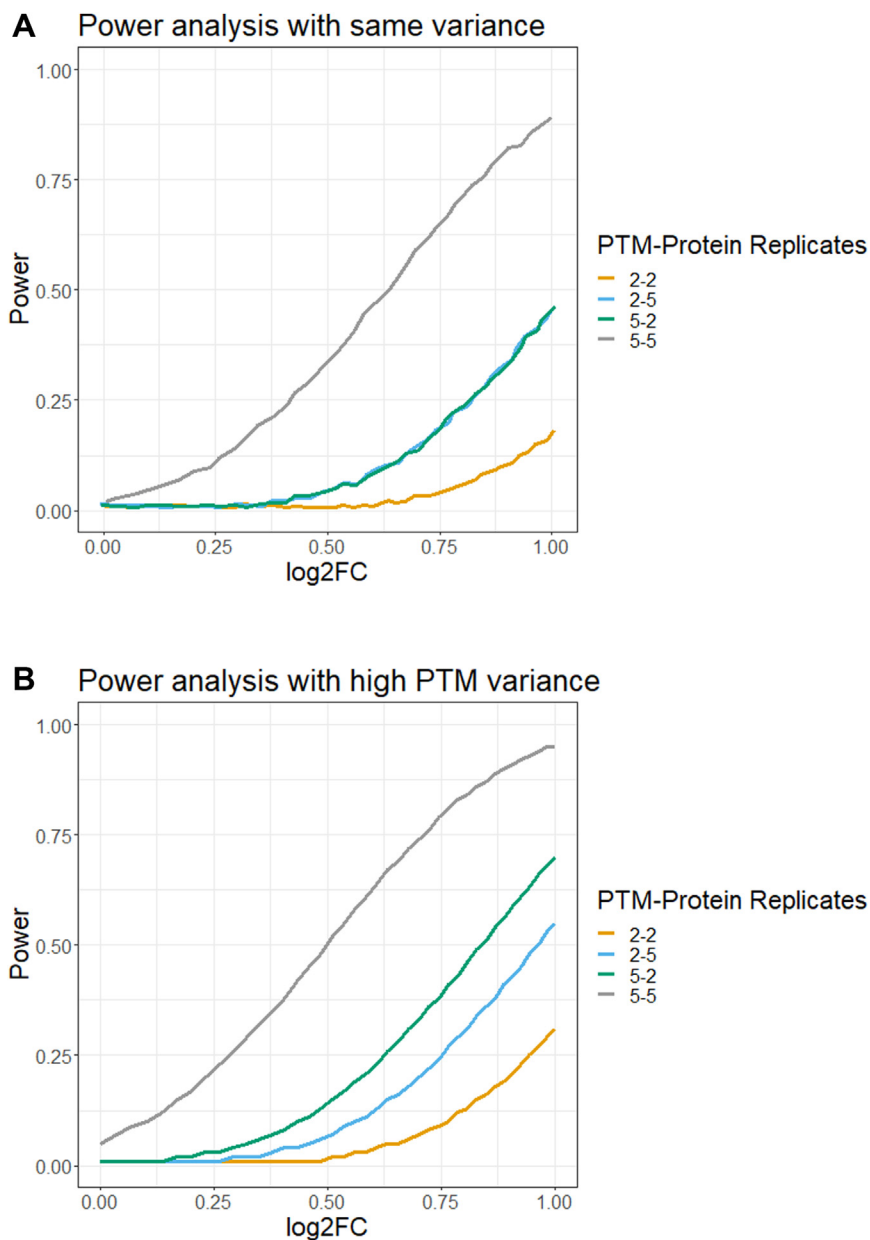 A
Power analysis with same variance
1.00
0.75
0.50
0.25
0.00
Power
0.00 0.25 0.50 0.75 1.00
log2FC
PTM-Protein Replicates
2-2
2-5
5-2
5-5
B
Power analysis with high PTM variance
1.00
0.75
0.50
0.25
0.00
Power
0.00 0.25 0.50 0.75 1.00
log2FC
PTM-Protein Replicates
2-2
2-5
5-2
5-5